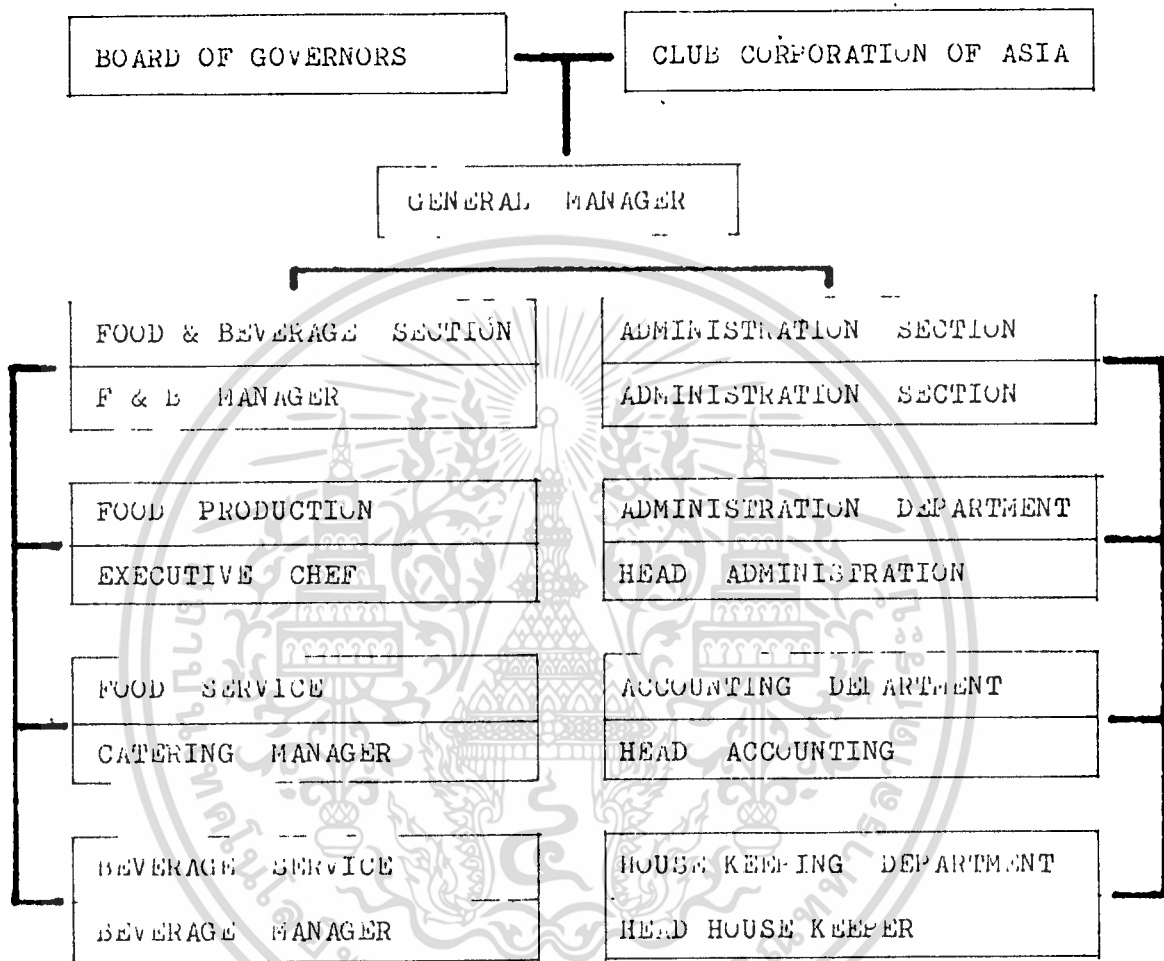 BOARD OF GOVERNORS
CLUB CORPORATION OF ASIA
GENERAL MANAGER
FOOD & BEVERAGE SECTION
F & B MANAGER
FOOD PRODUCTION
EXECUTIVE CHEF
FOOD SERVICE
CATERING MANAGER
BEVERAGE SERVICE
BEVERAGE MANAGER
ADMINISTRATION SECTION
ADMINISTRATION SECTION
ADMINISTRATION DEPARTMENT
HEAD ADMINISTRATION
ACCOUNTING DEPARTMENT
HEAD ACCOUNTING
HOUSE KEEPING DEPARTMENT
HEAD HOUSE KEEPER